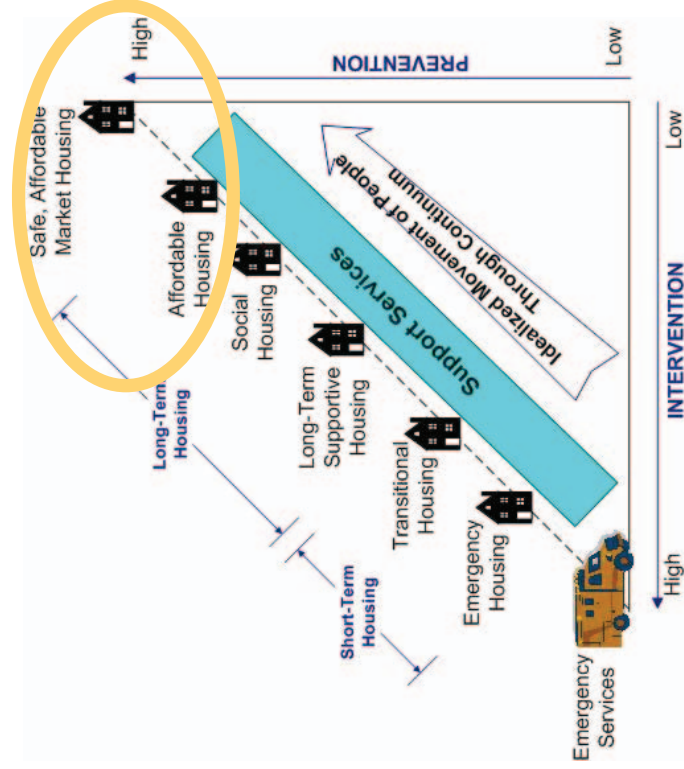 Safe, Affordable
Market Housing
Affordable
Housing
Social
Housing
Long-Term
Supportive
Housing
Transitional
Housing
Emergency
Housing
Emergency
Services
Long-Term
Housing
Short-Term
Housing
Support Services
Idealized Movement of People
Through Continuum
High
PREVENTION
Low
High
INTERVENTION
Low